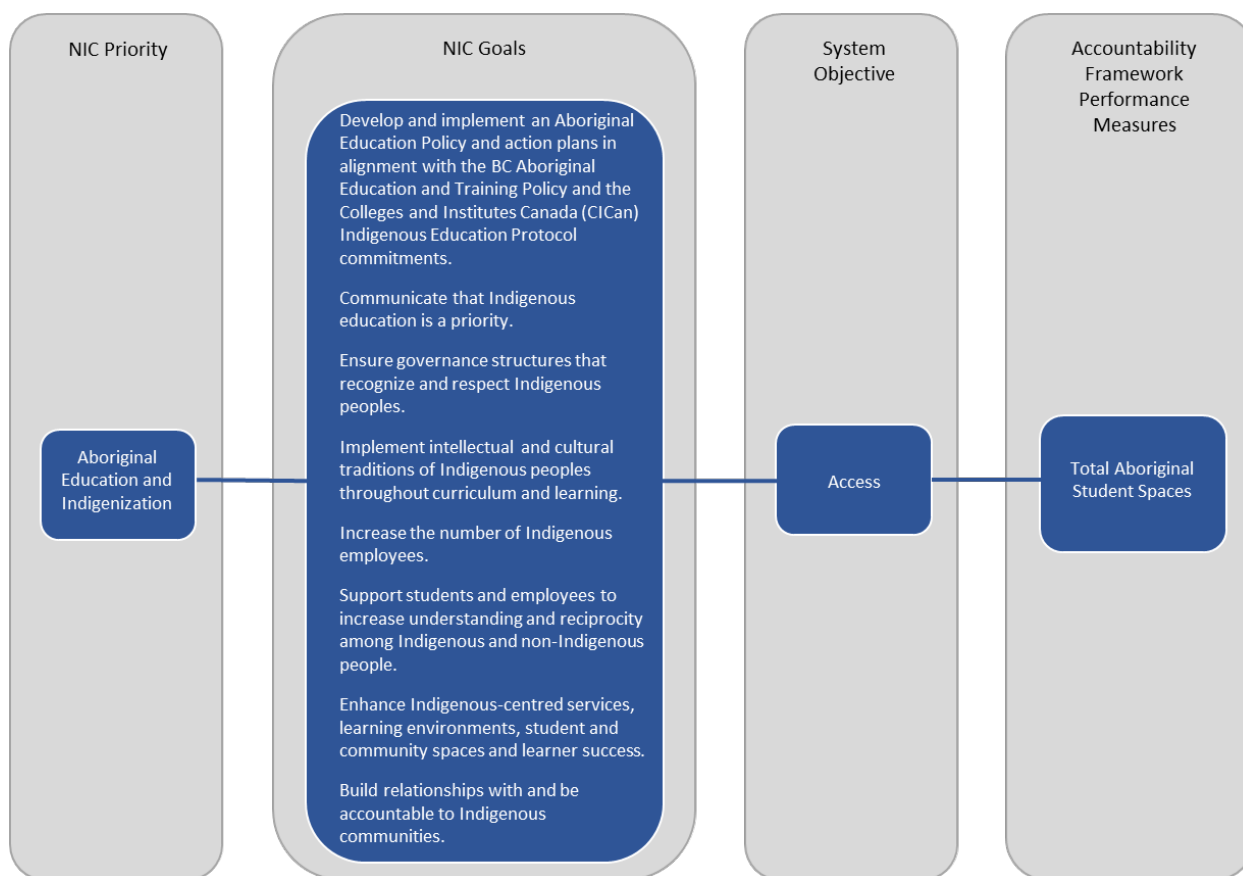 NIC Priority
Aboriginal
Education and
Indigenization
NIC Goals
Develop and implement an Aboriginal
Education Policy and action plans in
alignment with the BC Aboriginal
Education and Training Policy and the
Colleges and Institutes Canada (CICan)
Indigenous Education Protocol
commitments.
Communicate that Indigenous
education is a priority.
Ensure governance structures that
recognize and respect Indigenous
peoples.
Implement intellectual and cultural
traditions of Indigenous peoples
throughout curriculum and learning.
Increase the number of Indigenous
employees.
Support students and employees to
increase understanding and reciprocity
among Indigenous and non-Indigenous
people.
Enhance Indigenous-centred services,
learning environments, student and
community spaces and learner success.
Build relationships with and be
accountable to Indigenous
communities.
System
Objective
Access
Accountability
Framework
Performance
Measures
Total Aboriginal
Student Spaces